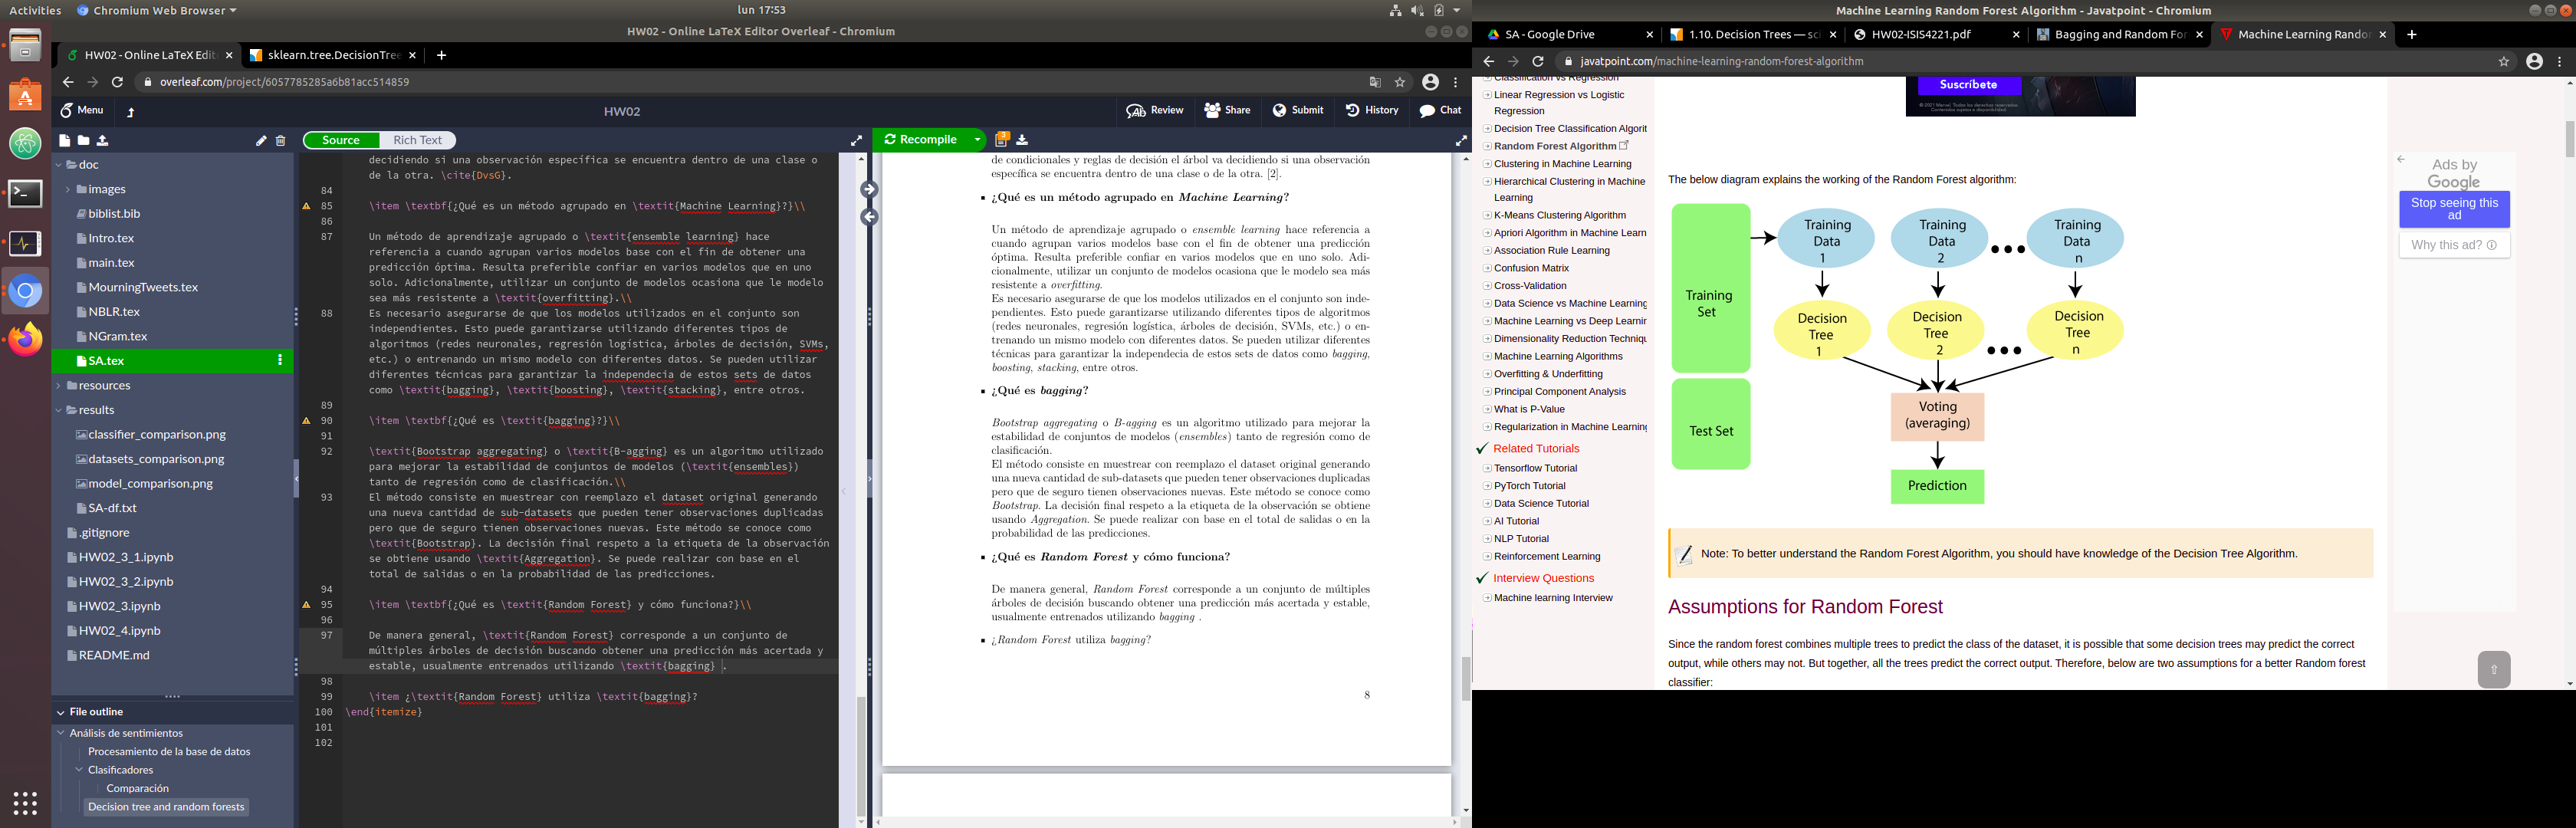 Activities
Chromium Web Browser
lun 17:53
HW02 - Online LaTeX Editor Overleaf - Chromium
HW02 - Online LaTeX Edit
sklearn.tree.DecisionTree
overleaf.com/project/6057785285a6b81acc514859
Menu
HW02
Review
Share
Submit
History
Chat
Source
Rich Text
Recompile
doc
images
biblist.bib
Intro.tex
main.tex
MourningTweets.tex
NBLR.tex
NGram.tex
SA.tex
resources
results
classifier_comparison.png
datasets_comparison.png
model_comparison.png
SA-df.txt
.gitignore
HW02_3_1.ipynb
HW02_3_2.ipynb
HW02_3.ipynb
HW02_4.ipynb
README.md
File outline
Análisis de sentimientos
Procesamiento de la base de datos
Clasificadores
Comparación
Decision tree and random forests
decidiendo si una observación específica se encuentra dentro de una clase o
de la otra. \cite{DvsG}.
84
85 \item \textbf{¿Qué es un método agrupado en \textit{Machine Learning}?}\\
86
87 Un método de aprendizaje agrupado o \textit{ensemble learning} hace
referencia a cuando agrupan varios modelos base con el fin de obtener una
predicción óptima. Resulta preferible confiar en varios modelos que en uno
solo. Adicionalmente, utilizar un conjunto de modelos ocasiona que le modelo
sea más resistente a \textit{overfitting}.\\
88 Es necesario asegurarse de que los modelos utilizados en el conjunto son
independientes. Esto puede garantizarse utilizando diferentes tipos de
algoritmos (redes neuronales, regresión logística, árboles de decisión, SVMs,
etc.) o entrenando un mismo modelo con diferentes datos. Se pueden utilizar
diferentes técnicas para garantizar la independecia de estos sets de datos
como \textit{bagging}, \textit{boosting}, \textit{stacking}, entre otros.
89
90 \item \textbf{¿Qué es \textit{bagging}?}\\
91
92 \textit{Bootstrap aggregating} o \textit{B-agging} es un algoritmo utilizado
para mejorar la estabilidad de conjuntos de modelos (\textit{ensembles})
tanto de regresión como de clasificación.\\
93 El método consiste en muestrear con reemplazo el dataset original generando
una nueva cantidad de sub-datasets que pueden tener observaciones duplicadas
pero que de seguro tienen observaciones nuevas. Este método se conoce como
\textit{Bootstrap}. La decisión final respeto a la etiqueta de la observación
se obtiene usando \textit{Aggregation}. Se puede realizar con base en el
total de salidas o en la probabilidad de las predicciones.
94
95 \item \textbf{¿Qué es \textit{Random Forest} y cómo funciona?}\\
96
97 De manera general, \textit{Random Forest} corresponde a un conjunto de
múltiples árboles de decisión buscando obtener una predicción más acertada y
estable, usualmente entrenados utilizando \textit{bagging} .
98
99 \item ¿\textit{Random Forest} utiliza \textit{bagging}?
100 \end{itemize}
101
102
de condicionales y reglas de decisión el árbol va decidiendo si una observación
específica se encuentra dentro de una clase o de la otra. [2].
▪ ¿Qué es un método agrupado en Machine Learning?
Un método de aprendizaje agrupado o ensemble learning hace referencia a
cuando agrupan varios modelos base con el fin de obtener una predicción
óptima. Resulta preferible confiar en varios modelos que en uno solo. Adi-
cionalmente, utilizar un conjunto de modelos ocasiona que le modelo sea más
resistente a overfitting.
Es necesario asegurarse de que los modelos utilizados en el conjunto son inde-
pendientes. Esto puede garantizarse utilizando diferentes tipos de algoritmos
(redes neuronales, regresión logística, árboles de decisión, SVMs, etc.) o en-
trenando un mismo modelo con diferentes datos. Se pueden utilizar diferentes
técnicas para garantizar la independecia de estos sets de datos como bagging,
boosting, stacking, entre otros.
▪ ¿Qué es bagging?
Bootstrap aggregating o B-agging es un algoritmo utilizado para mejorar la
estabilidad de conjuntos de modelos (ensembles) tanto de regresión como de
clasificación.
El método consiste en muestrear con reemplazo el dataset original generando
una nueva cantidad de sub-datasets que pueden tener observaciones duplicadas
pero que de seguro tienen observaciones nuevas. Este método se conoce como
Bootstrap. La decisión final respeto a la etiqueta de la observación se obtiene
usando Aggregation. Se puede realizar con base en el total de salidas o en la
probabilidad de las predicciones.
▪ ¿Qué es Random Forest y cómo funciona?
De manera general, Random Forest corresponde a un conjunto de múltiples
árboles de decisión buscando obtener una predicción más acertada y estable,
usualmente entrenados utilizando bagging .
▪ ¿Random Forest utiliza bagging?
8
Machine Learning Random Forest Algorithm - Javatpoint - Chromium
SA - Google Drive
1.10. Decision Trees — sci
HW02-ISIS4221.pdf
Bagging and Random For
Machine Learning Random
javatpoint.com/machine-learning-random-forest-algorithm
Classification vs Regression
Linear Regression vs Logistic
Regression
Decision Tree Classification Algorit
Random Forest Algorithm
Clustering in Machine Learning
Hierarchical Clustering in Machine
Learning
K-Means Clustering Algorithm
Apriori Algorithm in Machine Learn
Association Rule Learning
Confusion Matrix
Cross-Validation
Data Science vs Machine Learning
Machine Learning vs Deep Learnin
Dimensionality Reduction Techniqu
Machine Learning Algorithms
Overfitting & Underfitting
Principal Component Analysis
What is P-Value
Regularization in Machine Learning
Related Tutorials
Tensorflow Tutorial
PyTorch Tutorial
Data Science Tutorial
AI Tutorial
NLP Tutorial
Reinforcement Learning
Interview Questions
Machine learning Interview
Suscríbete
The below diagram explains the working of the Random Forest algorithm:
Training
Set
Test Set
Training
Data
1
Training
Data
2
Training
Data
n
Decision
Tree
1
Decision
Tree
2
Decision
Tree
n
Voting
(averaging)
Prediction
Note: To better understand the Random Forest Algorithm, you should have knowledge of the Decision Tree Algorithm.
Assumptions for Random Forest
Since the random forest combines multiple trees to predict the class of the dataset, it is possible that some decision trees may predict the correct
output, while others may not. But together, all the trees predict the correct output. Therefore, below are two assumptions for a better Random forest
classifier:
Ads by
Google
Stop seeing this
ad
Why this ad?